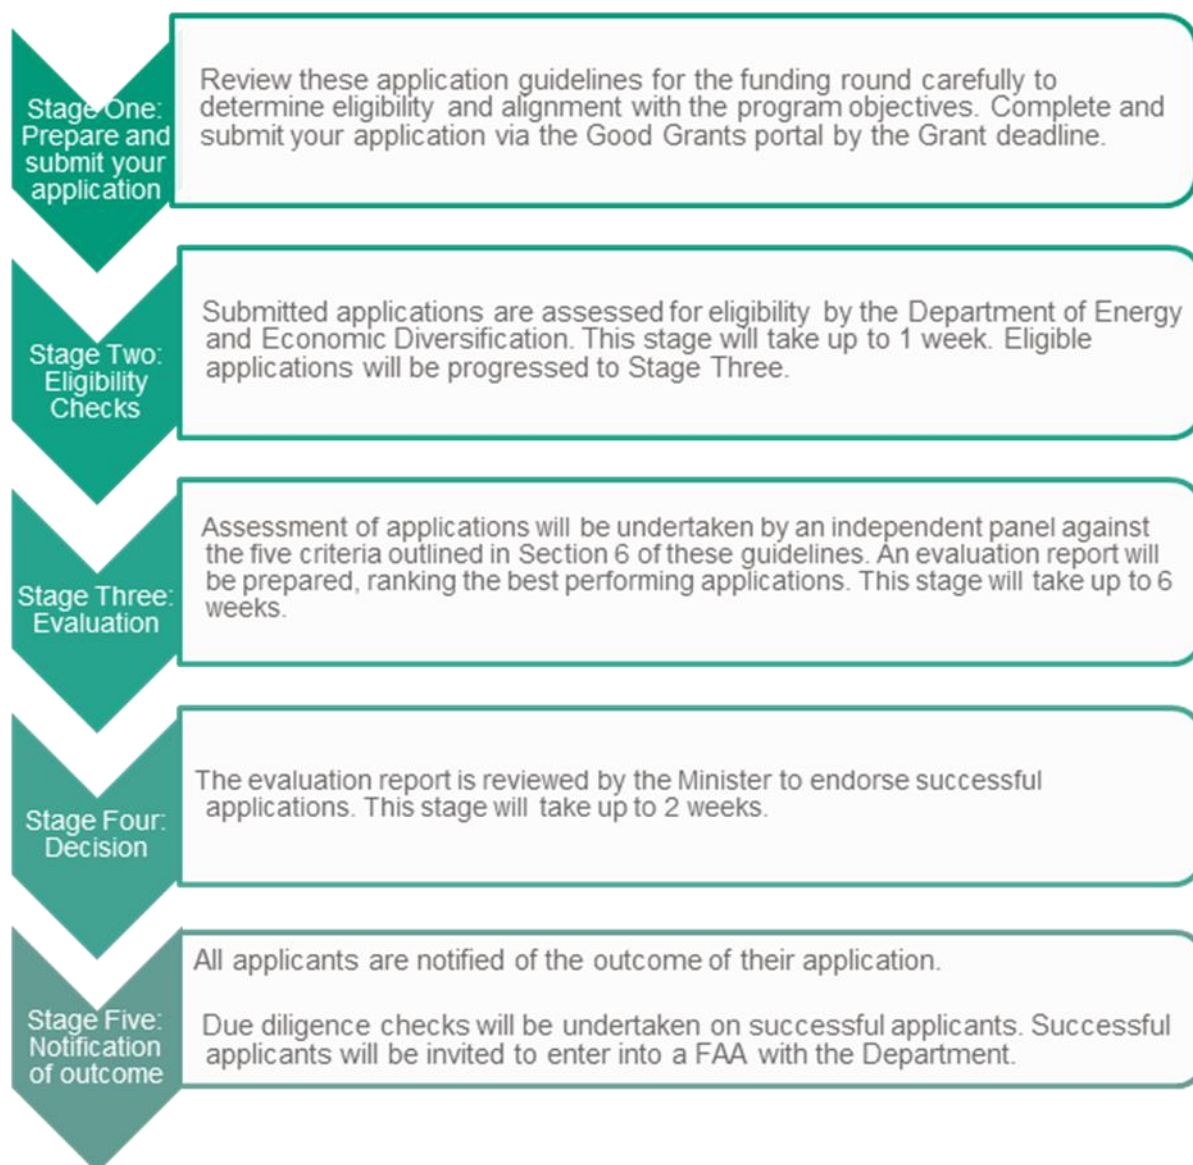 Stage One:
Prepare and
submit your
application
Review these application guidelines for the funding round carefully to
determine eligibility and alignment with the program objectives. Complete and
submit your application via the Good Grants portal by the Grant deadline.
Stage Two:
Eligibility
Checks
Submitted applications are assessed for eligibility by the Department of Energy
and Economic Diversification. This stage will take up to 1 week. Eligible
applications will be progressed to Stage Three.
Stage Three:
Evaluation
Assessment of applications will be undertaken by an independent panel against
the five criteria outlined in Section 6 of these guidelines. An evaluation report will
be prepared, ranking the best performing applications. This stage will take up to 6
weeks.
Stage Four:
Decision
The evaluation report is reviewed by the Minister to endorse successful
applications. This stage will take up to 2 weeks.
Stage Five:
Notification
of outcome
All applicants are notified of the outcome of their application.
Due diligence checks will be undertaken on successful applicants. Successful
applicants will be invited to enter into a FAA with the Department.